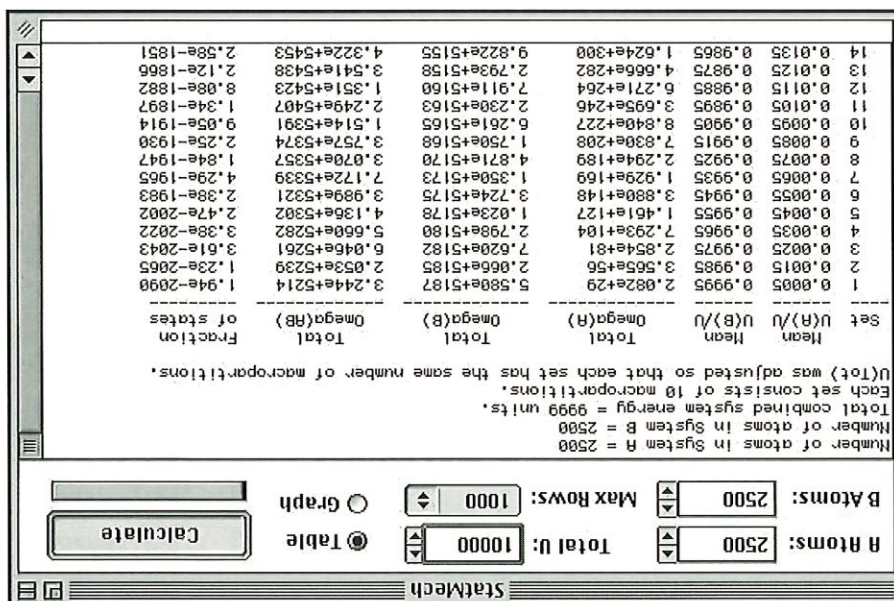 StatMech
A Atoms: 2500 Total U: 10000 Table Calculate
B Atoms: 2500 Max Rows: 1000 Graph
Number of atoms in System A = 2500
Number of atoms in System B = 2500
Total combined system energy = 9999 units.
Each set consists of 10 macropartitions.
U(Tot) was adjusted so that each set has the same number of macropartitions.
Mean Mean Total Total Total Fraction
Set U(A)/U U(B)/U Omega(A) Omega(B) Omega(AB) of states
1 0.0005 0.9995 2.082e+29 5.580e+5187 3.244e+5214 1.94e-2090
2 0.0015 0.9985 3.565e+56 2.066e+5185 2.053e+5239 1.23e-2065
3 0.0025 0.9975 2.854e+81 7.620e+5182 6.046e+5261 3.61e-2043
4 0.0035 0.9965 7.293e+104 2.798e+5180 5.660e+5282 3.38e-2022
5 0.0045 0.9955 1.461e+127 1.023e+5178 4.136e+5302 2.47e-2002
6 0.0055 0.9945 3.880e+148 3.724e+5175 3.989e+5321 2.38e-1983
7 0.0065 0.9935 1.929e+169 1.350e+5173 7.172e+5339 4.29e-1965
8 0.0075 0.9925 2.294e+189 4.871e+5170 3.070e+5357 1.84e-1947
9 0.0085 0.9915 7.830e+208 1.750e+5168 3.757e+5374 2.25e-1930
10 0.0095 0.9905 8.840e+227 6.261e+5165 1.514e+5391 9.05e-1914
11 0.0105 0.9895 3.695e+246 2.230e+5163 2.249e+5407 1.34e-1897
12 0.0115 0.9885 6.271e+264 7.911e+5160 1.351e+5423 8.08e-1882
13 0.0125 0.9875 4.666e+282 2.793e+5158 3.541e+5438 2.12e-1866
14 0.0135 0.9865 1.624e+300 9.822e+5155 4.322e+5453 2.58e-1851